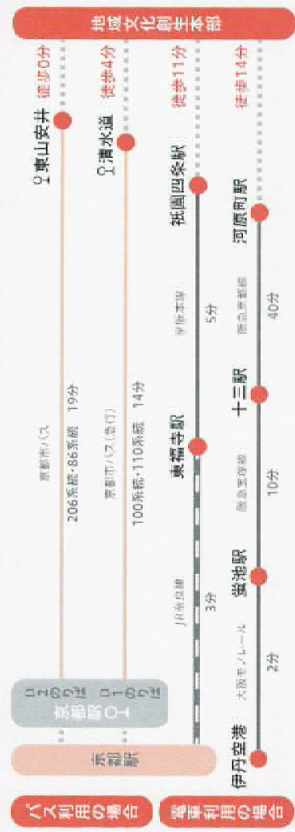 バス利用の場合
電車利用の場合
京都駅
京都駅
D2のりば
D1のりば
京都市バス
206系統・86系統 19分
東山安井
徒歩0分
京都市バス(急行)
100系統・110系統 14分
清水道
徒歩4分
JR奈良線
3分
東福寺駅
京阪本線
5分
祇園四条駅
徒歩11分
伊丹空港
大阪モノレール
2分
蛍池駅
阪急宝塚線
10分
十三駅
阪急京都線
40分
河原町駅
徒歩14分
地域文化創生本部